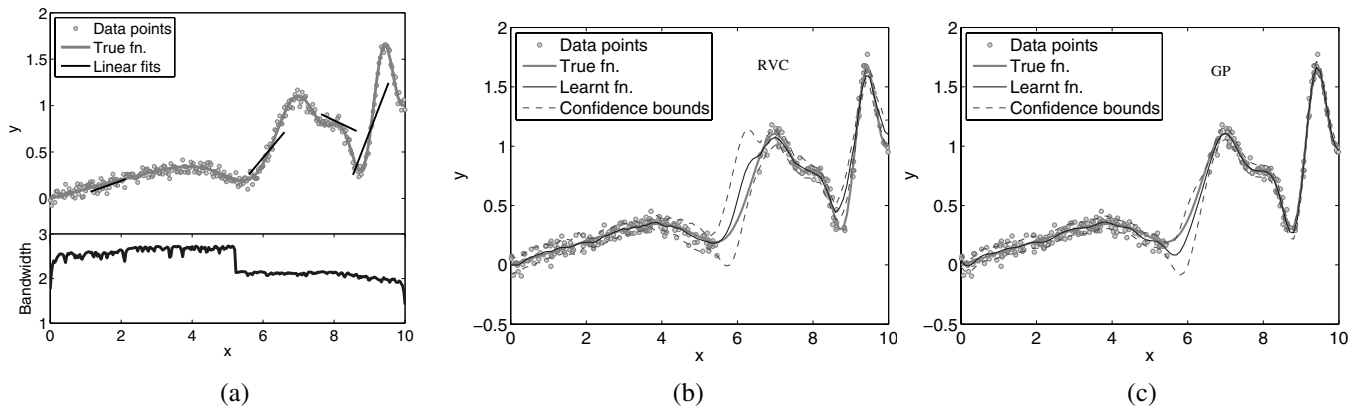 2
1.5
1
0.5
0
y
Data points
True fn.
Linear fits
3
2
1
Bandwidth
0 2 4 6 8 10
x
(a)
2
1.5
1
0.5
0
−0.5
y
Data points
True fn.
Learnt fn.
Confidence bounds
RVC
0 2 4 6 8 10
x
(b)
2
1.5
1
0.5
0
−0.5
y
Data points
True fn.
Learnt fn.
Confidence bounds
GP
0 2 4 6 8 10
x
(c)